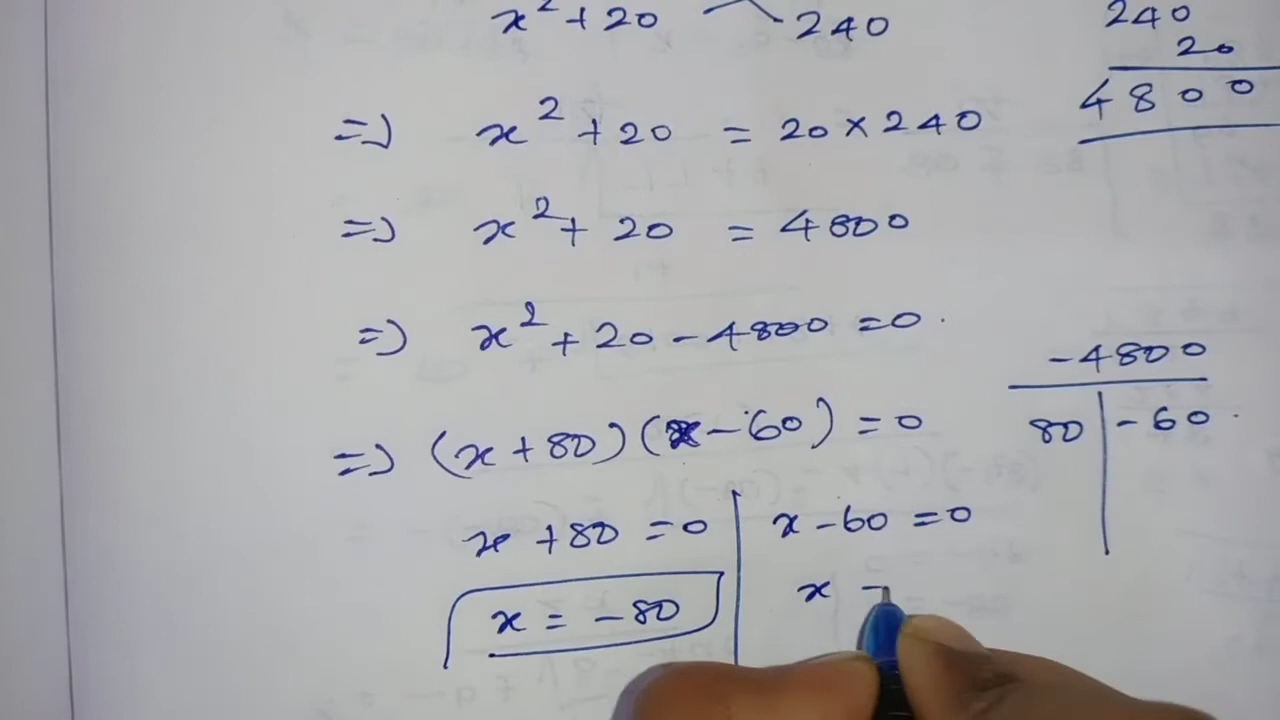 x² + 20 240
240
20
4800
=> x² + 20 = 20 × 240
=> x² + 20 = 4800
=> x² + 20 - 4800 = 0.
-4800
80 | -60.
=> (x + 80) (x - 60) = 0
x + 80 = 0 | x - 60 = 0
x = -80 | x -